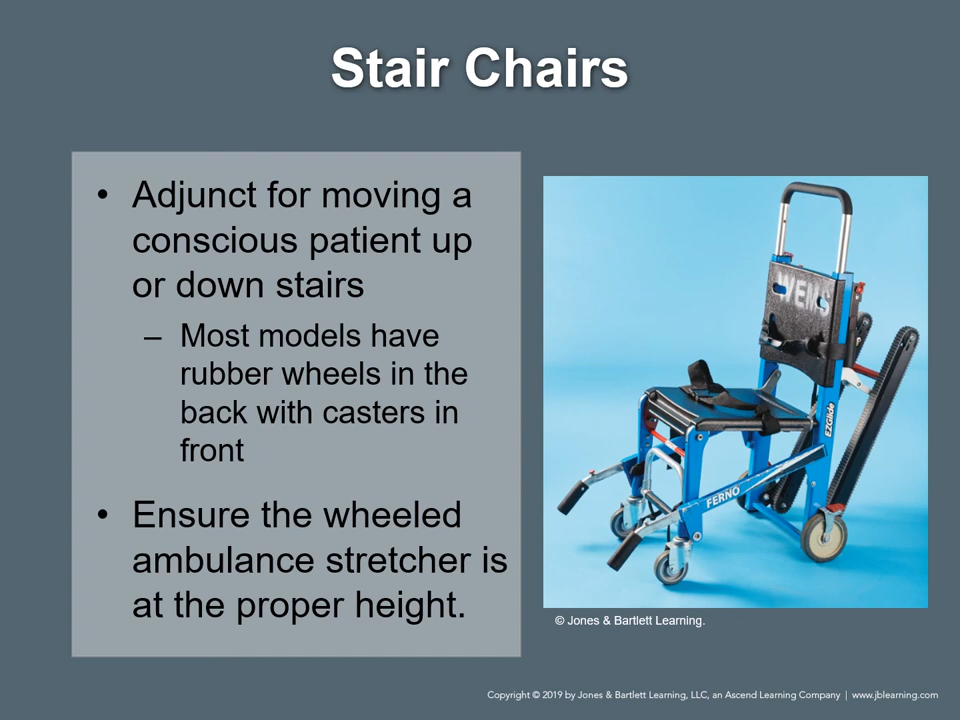 Stair Chairs
• Adjunct for moving a
conscious patient up
or down stairs
– Most models have
rubber wheels in the
back with casters in
front
• Ensure the wheeled
ambulance stretcher is
at the proper height.
WEMS
EZGlide
FERNO
© Jones & Bartlett Learning.
Copyright © 2019 by Jones & Bartlett Learning, LLC, an Ascend Learning Company | www.jblearning.com